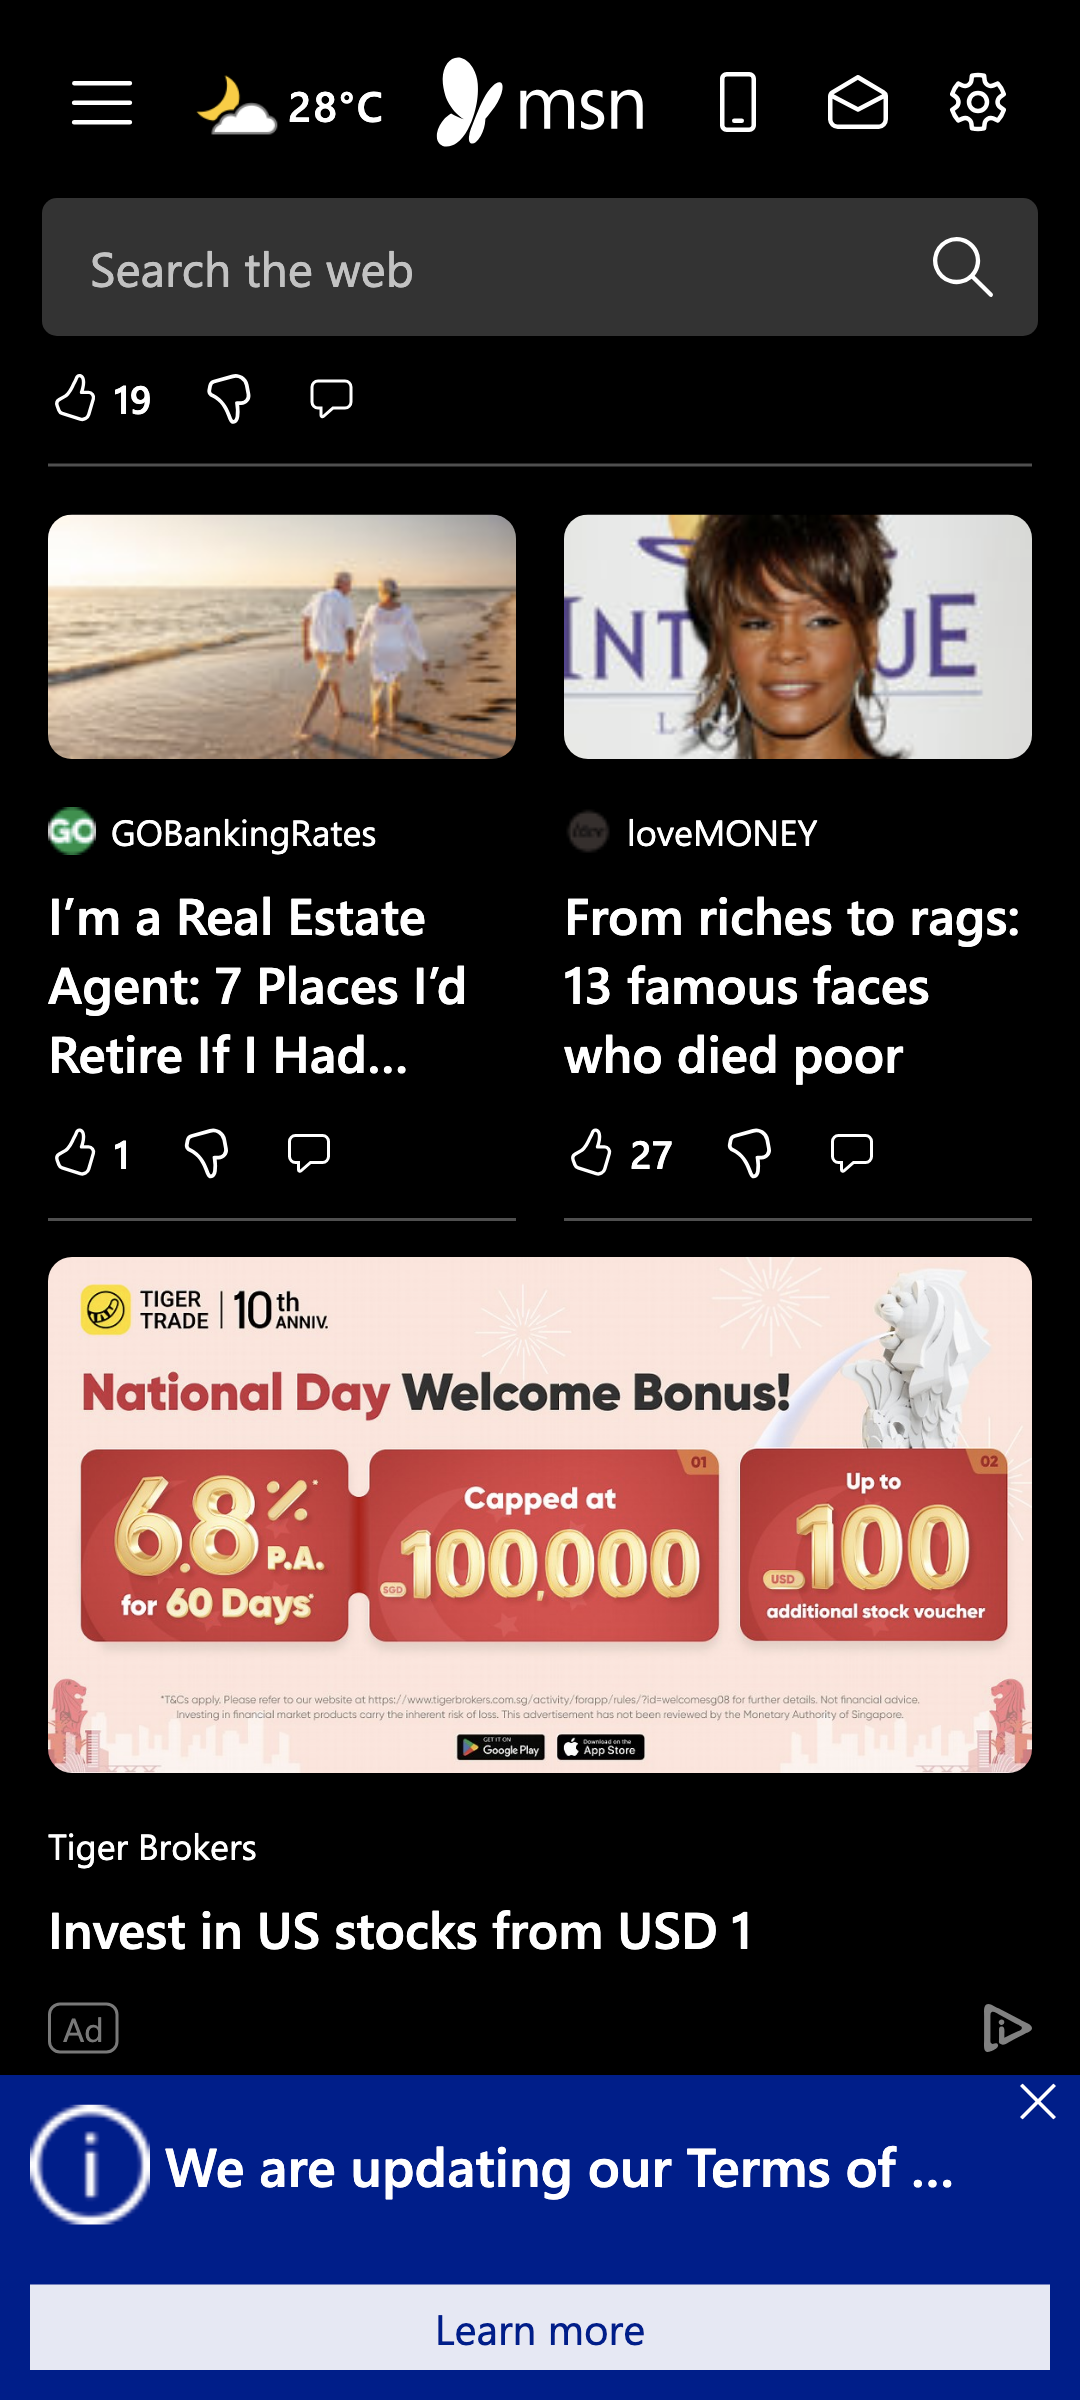 28°C
msn
Search the web
19
INT UE
GO GOBankingRates
I’m a Real Estate
Agent: 7 Places I’d
Retire If I Had...
1
loveMONEY
From riches to rags:
13 famous faces
who died poor
27
TIGER
TRADE
10th
ANNIV.
National Day Welcome Bonus!
6.8%*
P.A.
for 60 Days*
01
Capped at
SGD 100,000
02
Up to
USD 100
additional stock voucher
*T&Cs apply. Please refer to our website at https://www.tigerbrokers.com.sg/activity/forapp/rules/?id=welcomesg08 for further details. Not financial advice.
Investing in financial market products carry the inherent risk of loss. This advertisement has not been reviewed by the Monetary Authority of Singapore.
GET IT ON
Google Play
Download on the
App Store
Tiger Brokers
Invest in US stocks from USD 1
Ad
We are updating our Terms of ...
Learn more